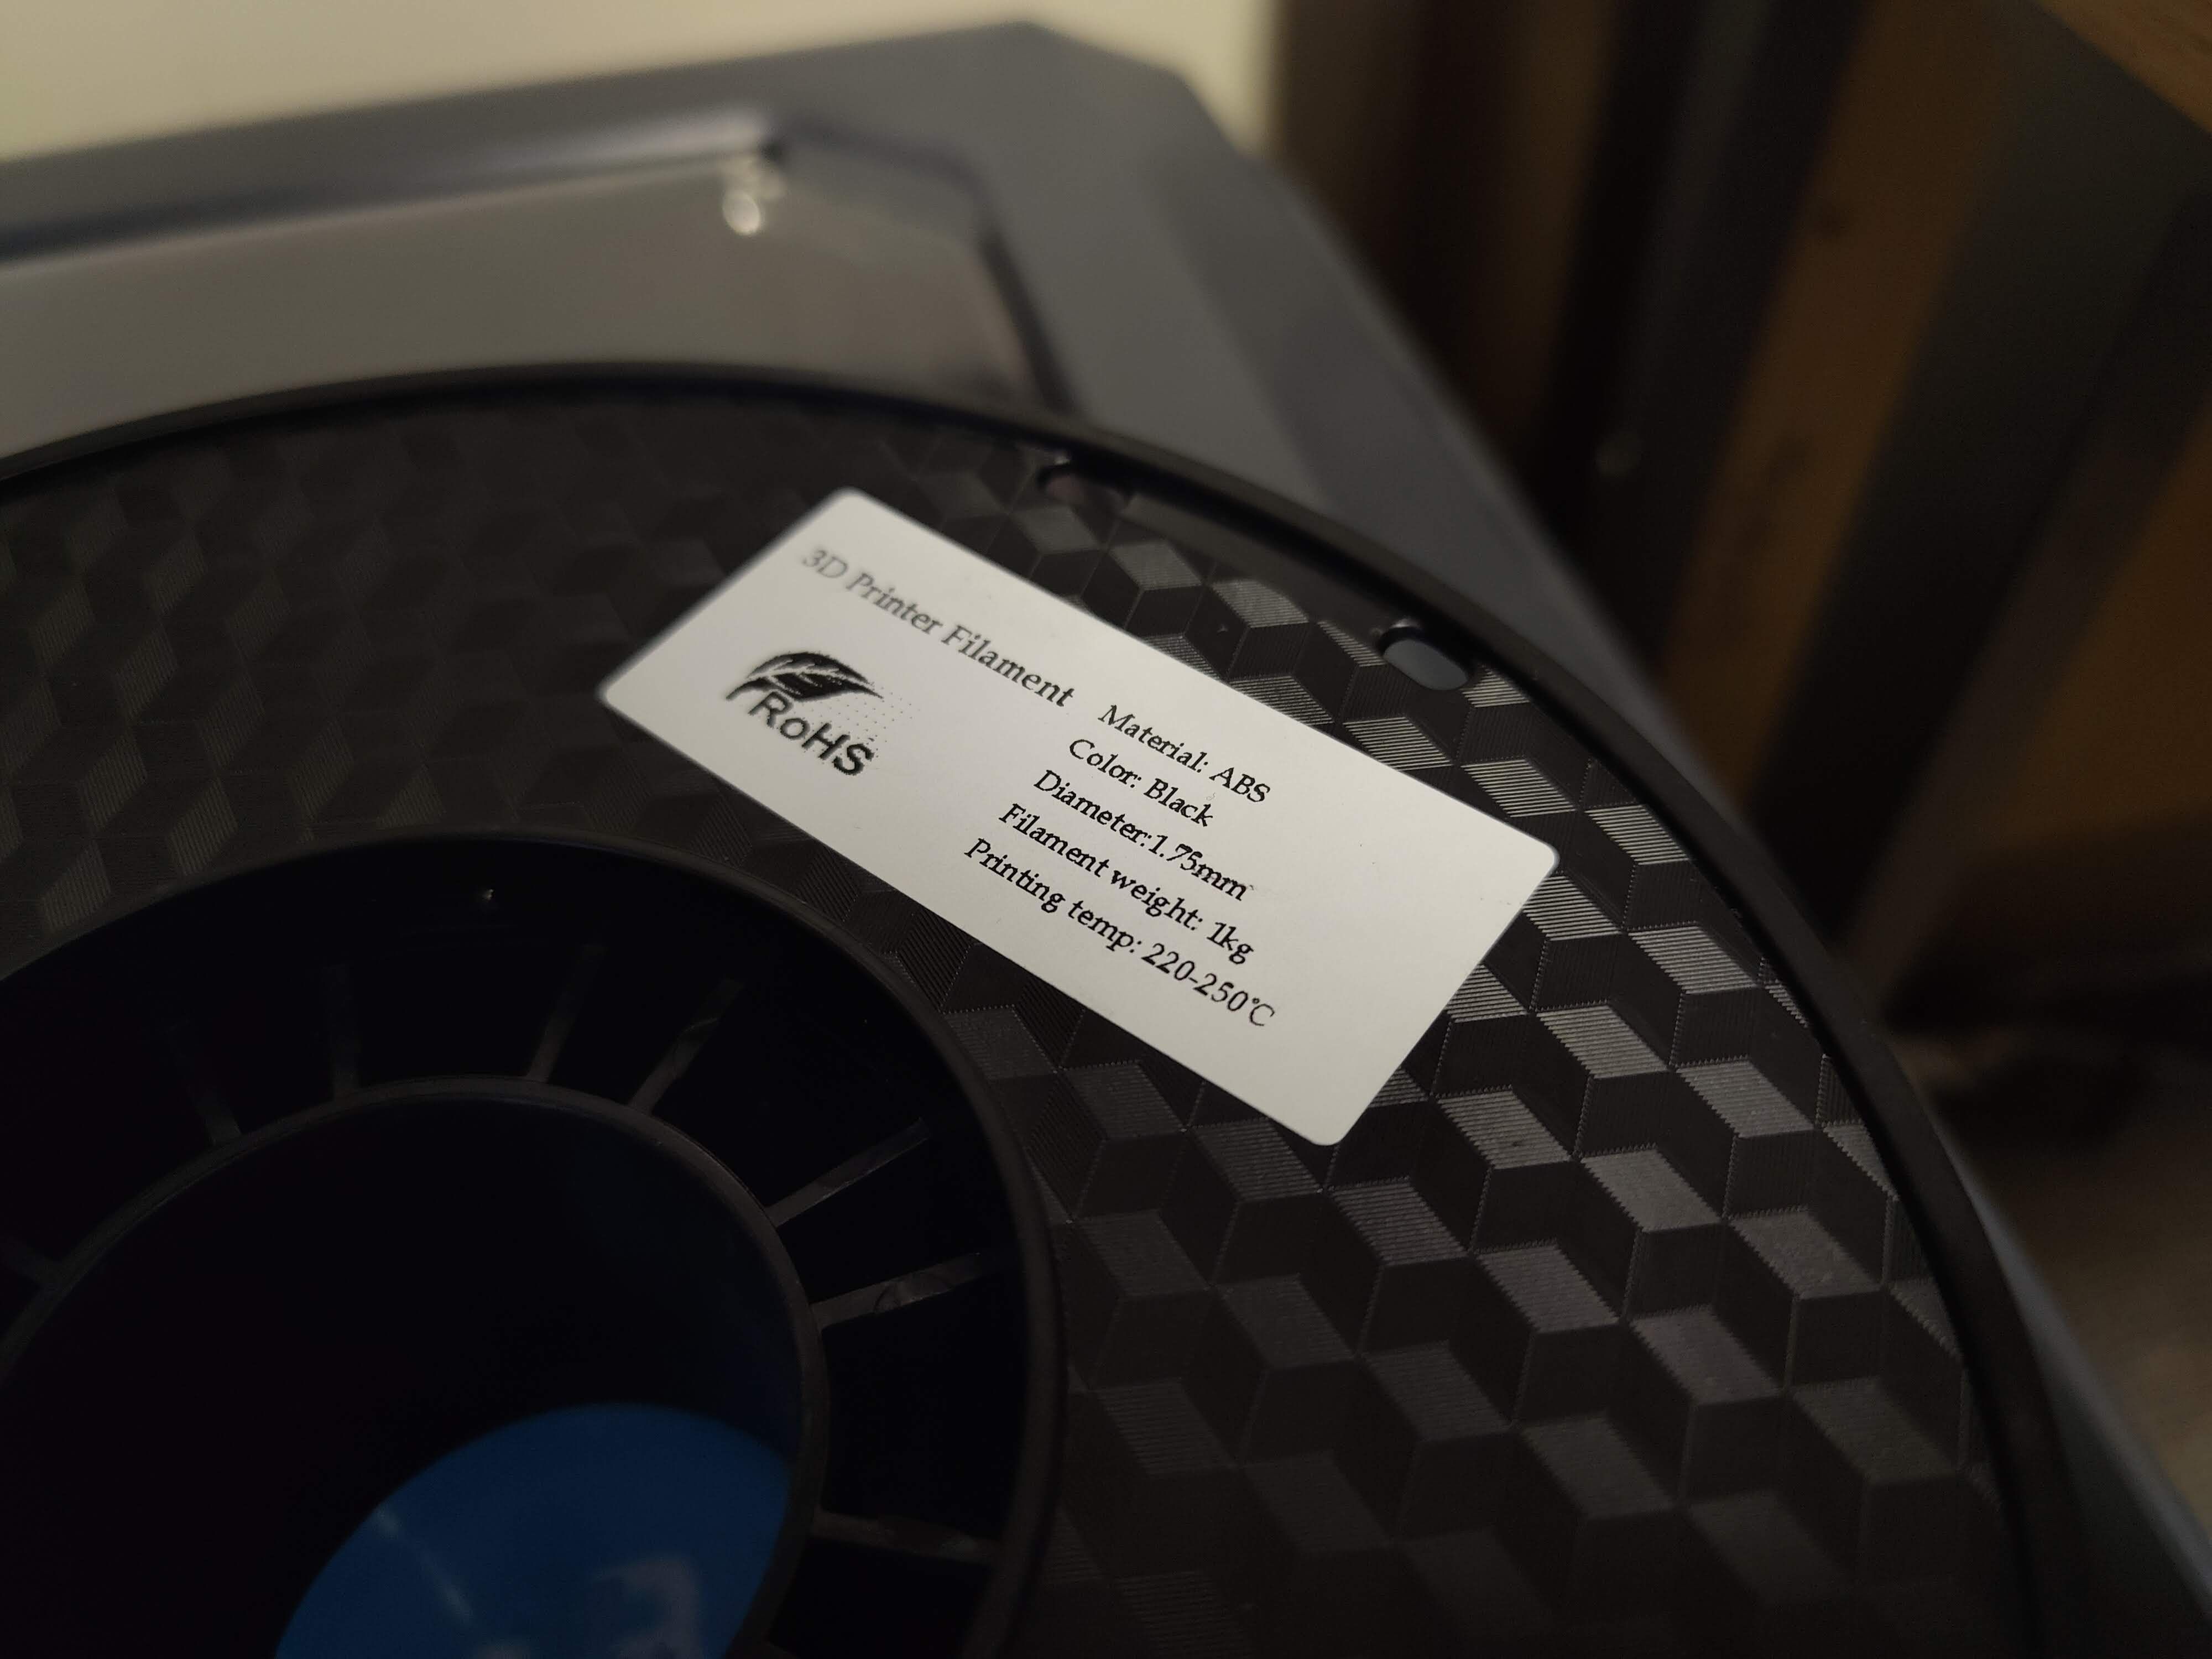 3D Printer Filament
RoHS
Material: ABS
Color: Black
Diameter:1.75mm
Filament weight: 1kg
Printing temp: 220-250℃